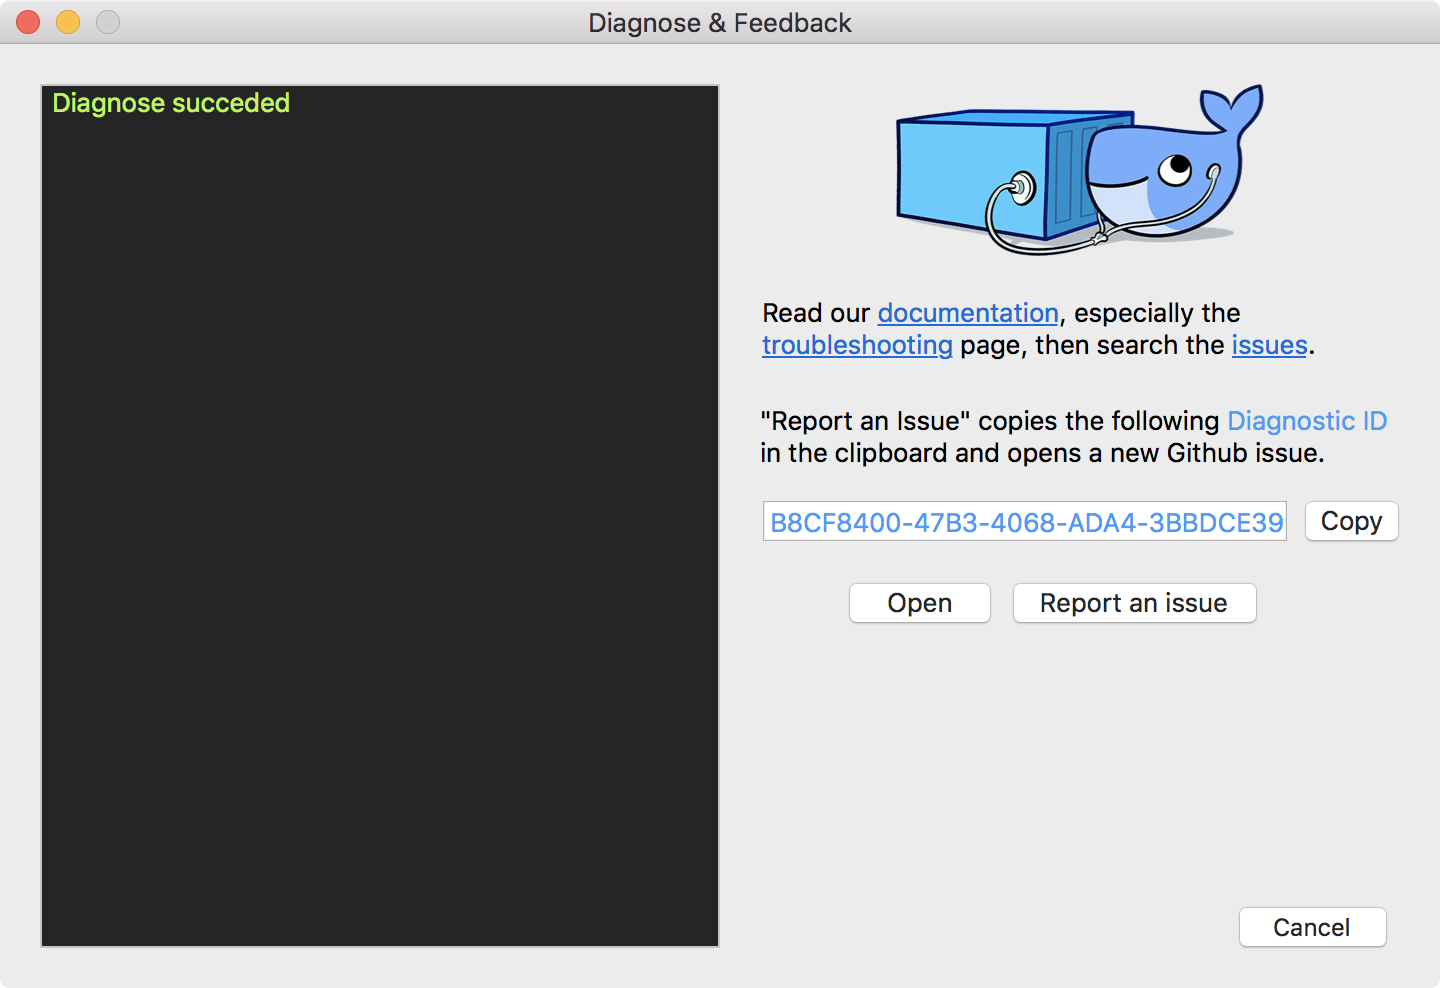 Diagnose & Feedback
Diagnose succeded
Read our documentation, especially the
troubleshooting page, then search the issues.
"Report an Issue" copies the following Diagnostic ID
in the clipboard and opens a new Github issue.
B8CF8400-47B3-4068-ADA4-3BBDCE39
Copy
Open
Report an issue
Cancel